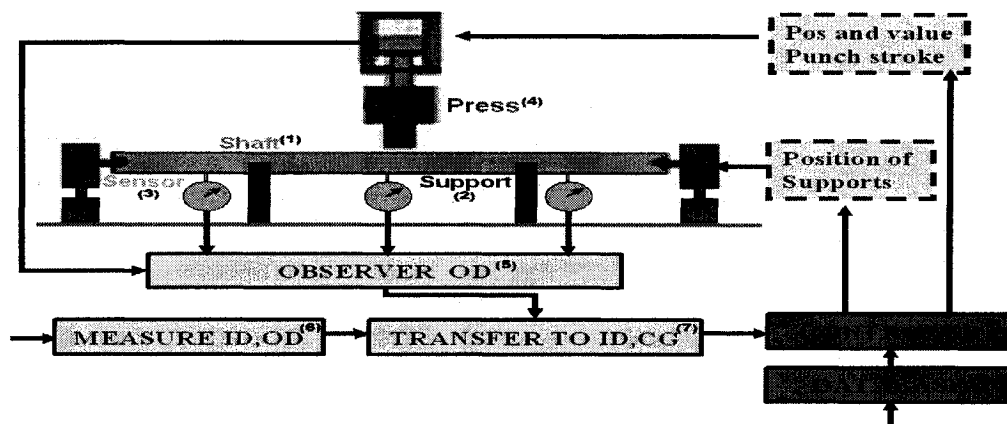 Pos and value
Punch stroke
Press(4)
Shaft(1)
Sensor
(3)
Support
(2)
Position of
Supports
OBSERVER OD(5)
MEASURE ID,OD(6)
TRANSFER TO ID,CG(7)